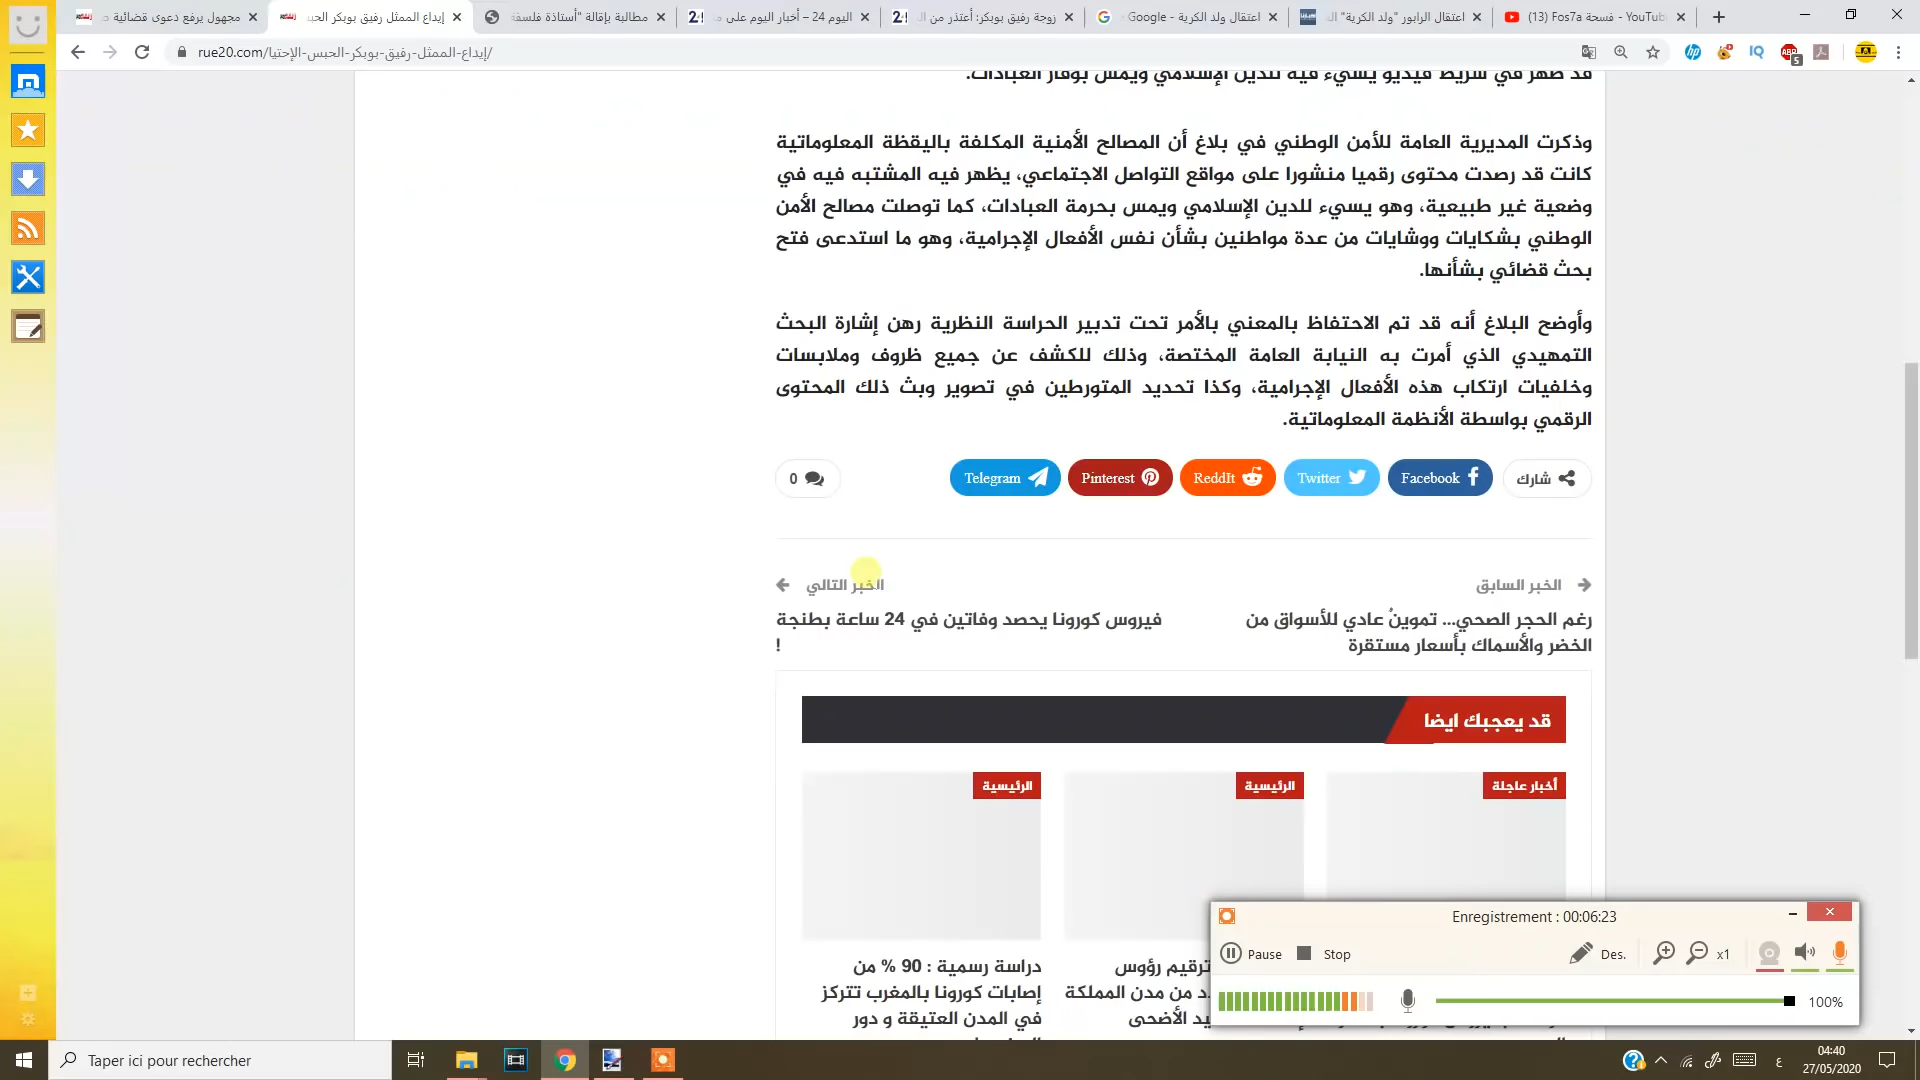 مجهول يرفع دعوى قضائية
إيداع الممثل رفيق بوبكر الحبس
مطالبة بإقالة "أستاذة فلسفة
اليوم 24 – أخبار اليوم على
زوجة رفيق بوبكر: أعتذر من
اعتقال ولد الكرية - Google
اعتقال الرابور "ولد الكرية"
(13) Fos7a فسحة - YouTube
rue20.com/إيداع-الممثل-رفيق-بوبكر-الحبس-الإحتيا/
قد ظهر في شريط فيديو يسيء فيه للدين الإسلامي ويمس بوقار العبادات.
وذكرت المديرية العامة للأمن الوطني في بلاغ أن المصالح الأمنية المكلفة باليقظة المعلوماتية
كانت قد رصدت محتوى رقميا منشورا على مواقع التواصل الاجتماعي، يظهر فيه المشتبه فيه في
وضعية غير طبيعية، وهو يسيء للدين الإسلامي ويمس بحرمة العبادات، كما توصلت مصالح الأمن
الوطني بشكايات ووشايات من عدة مواطنين بشأن نفس الأفعال الإجرامية، وهو ما استدعى فتح
بحث قضائي بشأنها.
وأوضح البلاغ أنه قد تم الاحتفاظ بالمعني بالأمر تحت تدبير الحراسة النظرية رهن إشارة البحث
التمهيدي الذي أمرت به النيابة العامة المختصة، وذلك للكشف عن جميع ظروف وملابسات
وخلفيات ارتكاب هذه الأفعال الإجرامية، وكذا تحديد المتورطين في تصوير وبث ذلك المحتوى
الرقمي بواسطة الأنظمة المعلوماتية.
شارك
Facebook
Twitter
ReddIt
Pinterest
Telegram
0
الخبر السابق
رغم الحجر الصحي… تموينُ عادي للأسواق من
الخضر والأسماك بأسعار مستقرة
الخبر التالي
فيروس كورونا يحصد وفاتين في 24 ساعة بطنجة
!
قد يعجبك ايضا
أخبار عاجلة
الرئيسية
الرئيسية
ترقيم رؤوس
من مدن المملكة
الأضحى
دراسة رسمية : 90 % من
إصابات كورونا بالمغرب تتركز
في المدن العتيقة و دور
Enregistrement : 00:06:23
Pause
Stop
Des.
x1
100%
Taper ici pour rechercher
ع
04:40
27/05/2020
ABP
5
IQ
hp